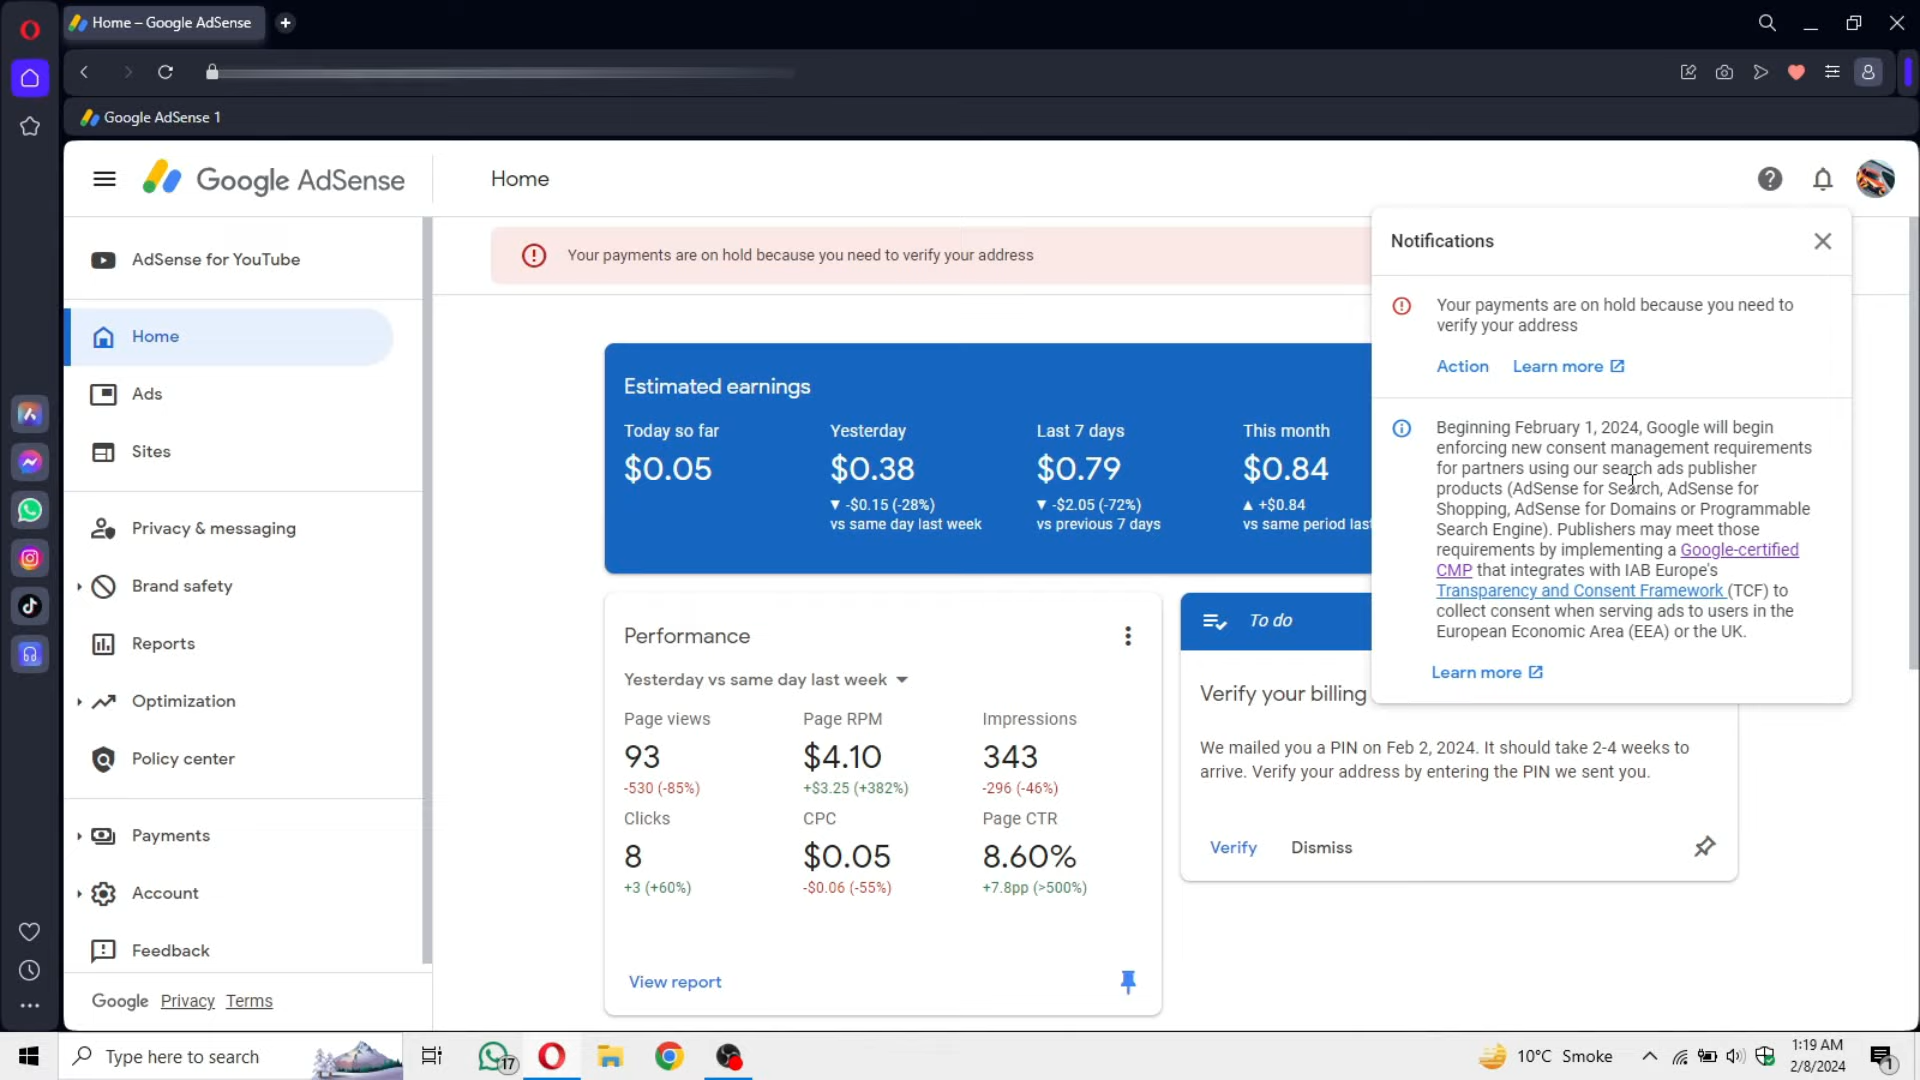 Home – Google AdSense
Google AdSense 1
Google AdSense
Home
AdSense for YouTube
Home
Ads
Sites
Privacy & messaging
Brand safety
Reports
Optimization
Policy center
Payments
Account
Feedback
Google Privacy Terms
Your payments are on hold because you need to verify your address
Estimated earnings
Today so far
$0.05
Yesterday
$0.38
-$0.15 (-28%)
vs same day last week
Last 7 days
$0.79
-$2.05 (-72%)
vs previous 7 days
This month
$0.84
+$0.84
vs same period last
Performance
Yesterday vs same day last week
Page views
93
-530 (-85%)
Page RPM
$4.10
+$3.25 (+382%)
Impressions
343
-296 (-46%)
Clicks
8
+3 (+60%)
CPC
$0.05
-$0.06 (-55%)
Page CTR
8.60%
+7.8pp (>500%)
View report
To do
Verify your billing
We mailed you a PIN on Feb 2, 2024. It should take 2-4 weeks to
arrive. Verify your address by entering the PIN we sent you.
Verify Dismiss
Notifications
Your payments are on hold because you need to
verify your address
Action Learn more
Beginning February 1, 2024, Google will begin
enforcing new consent management requirements
for partners using our search ads publisher
products (AdSense for Search, AdSense for
Shopping, AdSense for Domains or Programmable
Search Engine). Publishers may meet those
requirements by implementing a Google-certified
CMP that integrates with IAB Europe's
Transparency and Consent Framework (TCF) to
collect consent when serving ads to users in the
European Economic Area (EEA) or the UK.
Learn more
Type here to search
17
10°C Smoke
1:19 AM
2/8/2024
1